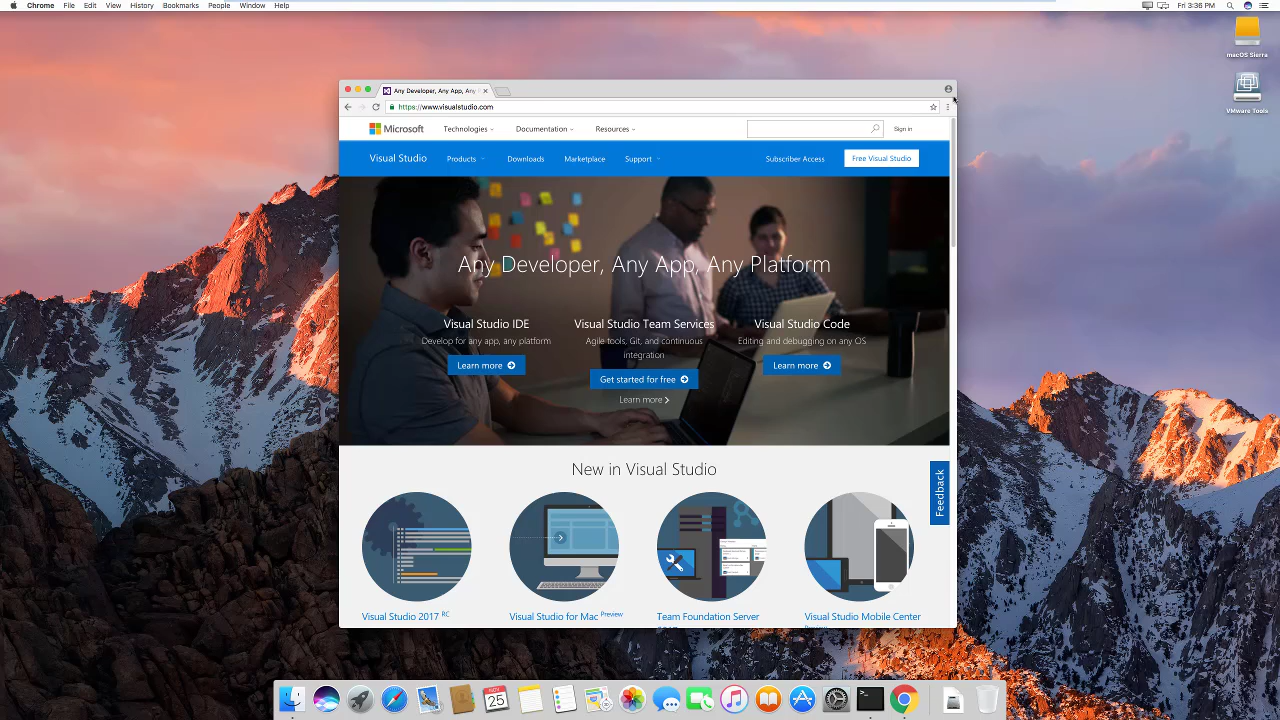 Chrome File Edit View History Bookmarks People Window Help
Fri 3:36 PM
macOS Sierra
VMware Tools
Any Developer, Any App, Any
https://www.visualstudio.com
Microsoft Technologies Documentation Resources Sign in
Visual Studio Products Downloads Marketplace Support Subscriber Access Free Visual Studio
Any Developer, Any App, Any Platform
Visual Studio IDE
Develop for any app, any platform
Learn more
Visual Studio Team Services
Agile tools, Git, and continuous
integration
Get started for free
Learn more
Visual Studio Code
Editing and debugging on any OS
Learn more
New in Visual Studio
Feedback
Visual Studio 2017 RC
Visual Studio for Mac Preview
Team Foundation Server
Visual Studio Mobile Center
NOV
25